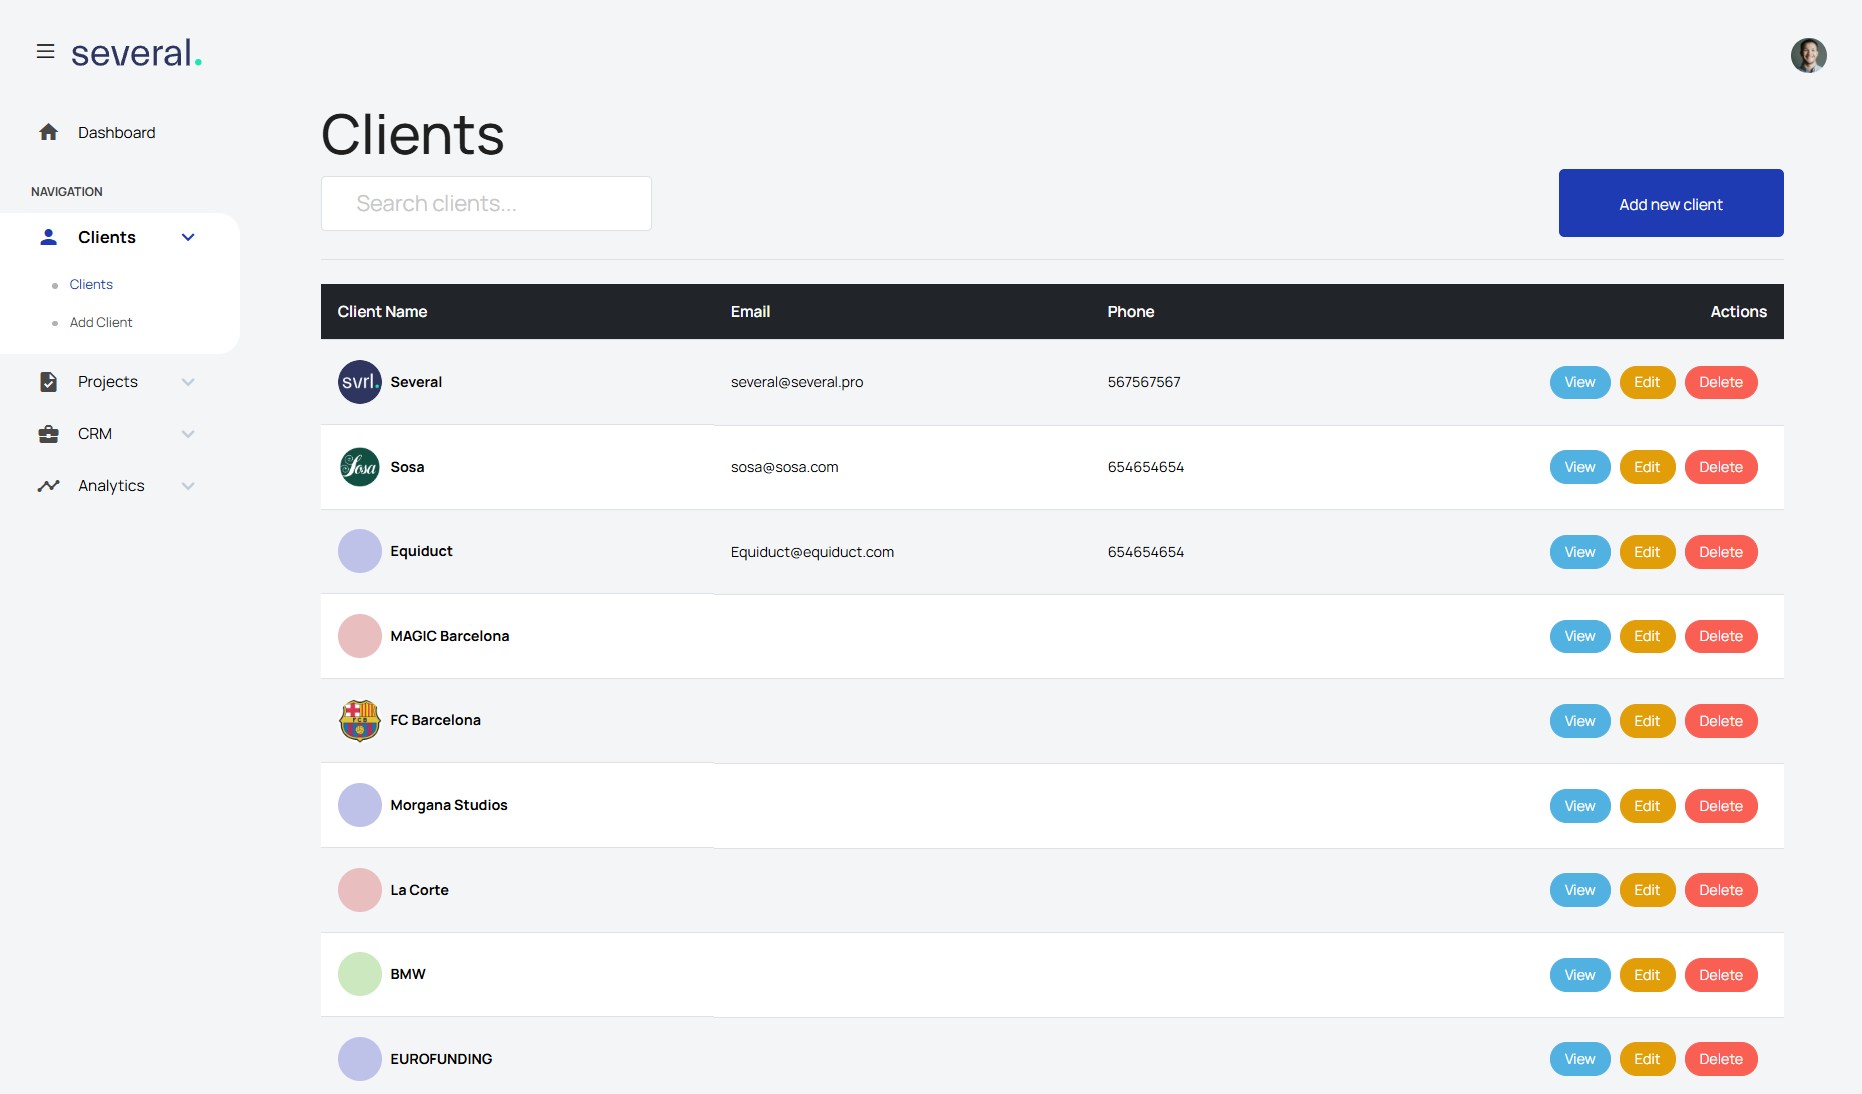 several.
Dashboard
NAVIGATION
Clients
Clients
Add Client
Projects
CRM
Analytics
Clients
Search clients...
Add new client
Client Name Email Phone Actions
svrl. Several several@several.pro 567567567 View Edit Delete
Sosa Sosa sosa@sosa.com 654654654 View Edit Delete
Equiduct Equiduct@equiduct.com 654654654 View Edit Delete
MAGIC Barcelona View Edit Delete
FCB FC Barcelona View Edit Delete
Morgana Studios View Edit Delete
La Corte View Edit Delete
BMW View Edit Delete
EUROFUNDING View Edit Delete